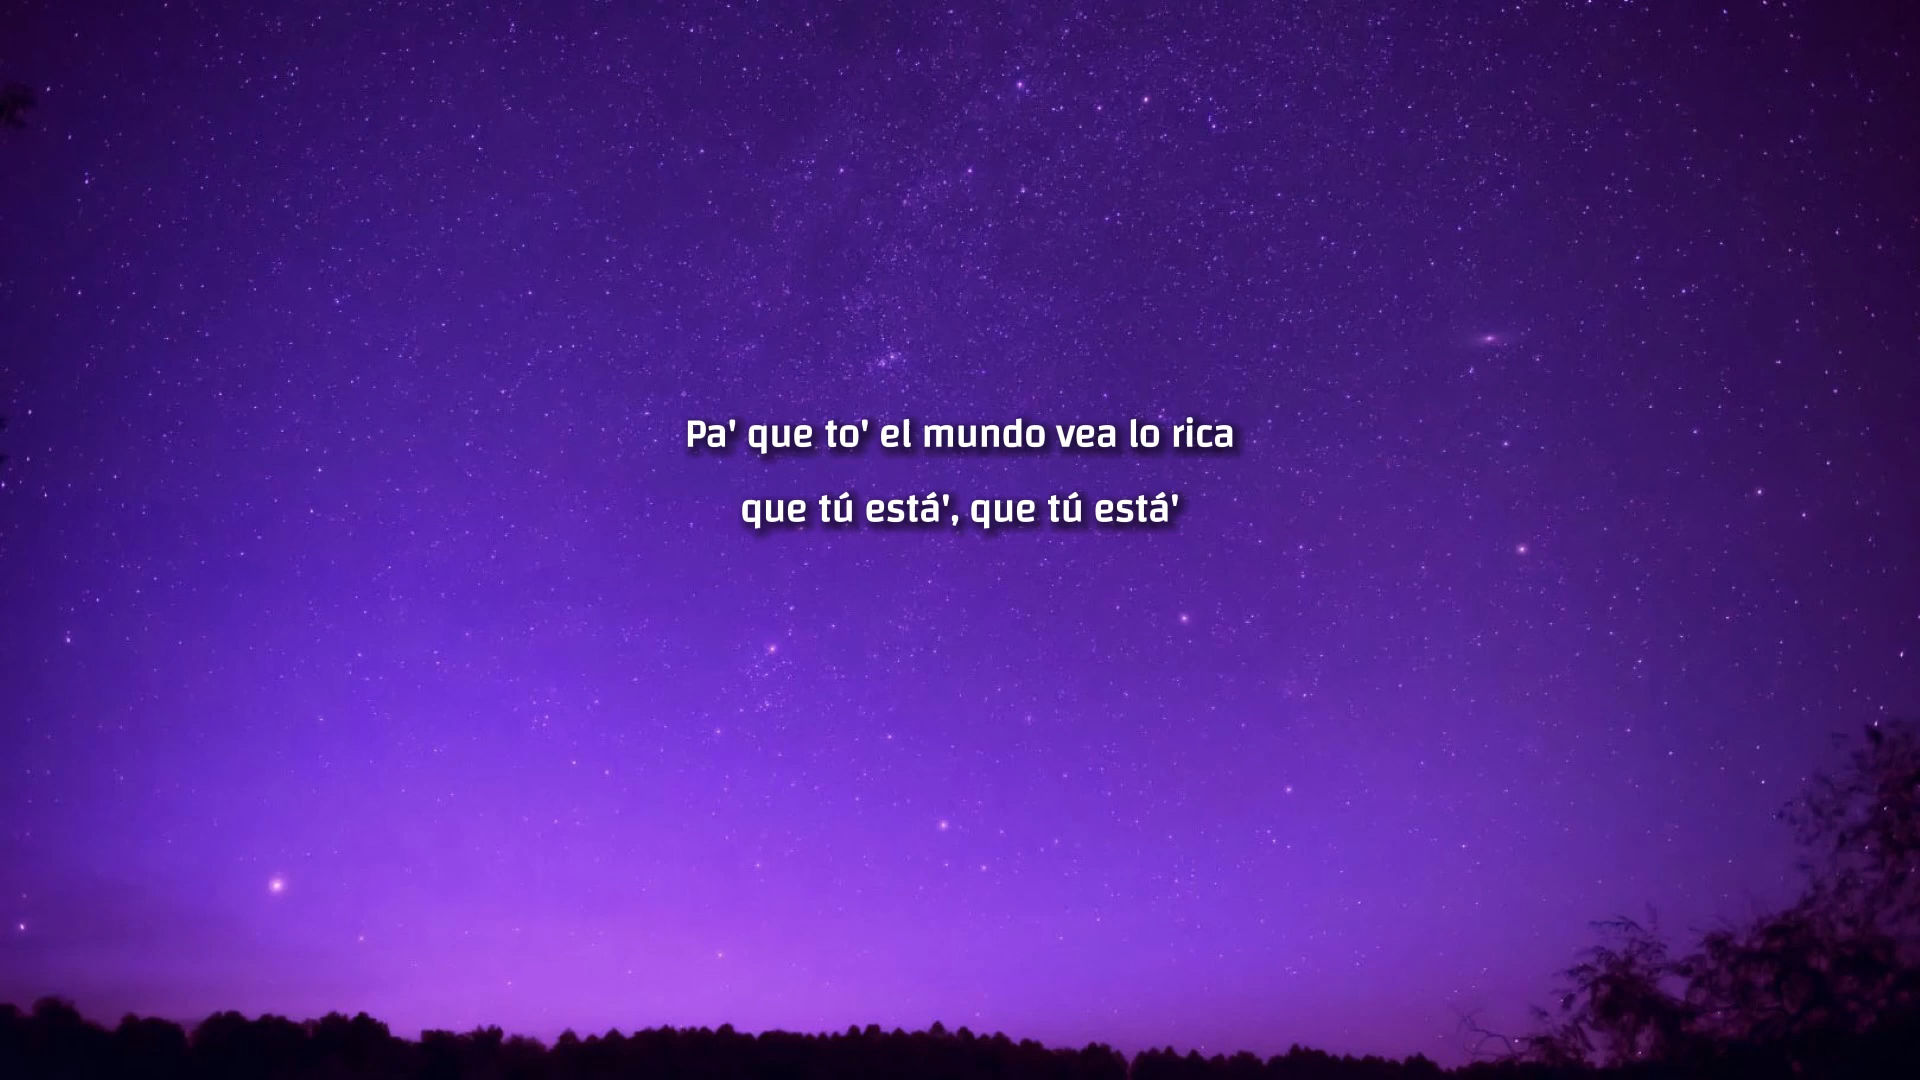 Pa' que to' el mundo vea lo rica
que tú está', que tú está'